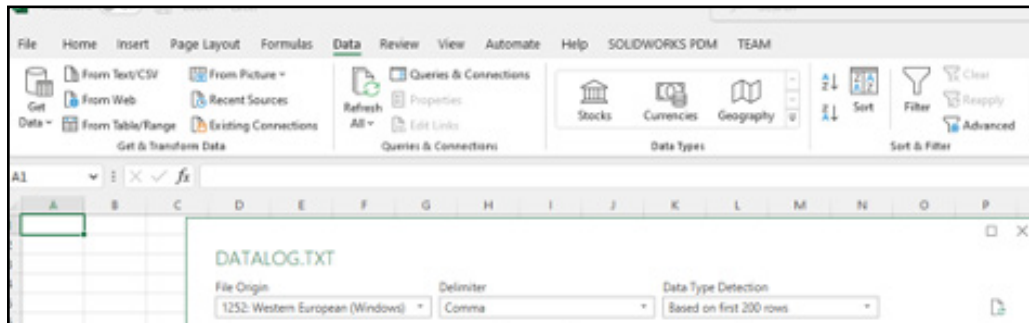 File Home Insert Page Layout Formulas Data Review View Automate Help SOLIDWORKS PDM TEAM
From Text/CSV From Picture Queries & Connections Clear
Get Data From Web Recent Sources Refresh All Properties Stocks Currencies Geography Sort Filter Reapply
From Table/Range Existing Connections Edit Links Advanced
Get & Transform Data Queries & Connections Data Types Sort & Filter
A1 fx
A B C D E F G H I J K L M N O P
DATALOG.TXT
File Origin Delimiter Data Type Detection
1252: Western European (Windows) Comma Based on first 200 rows